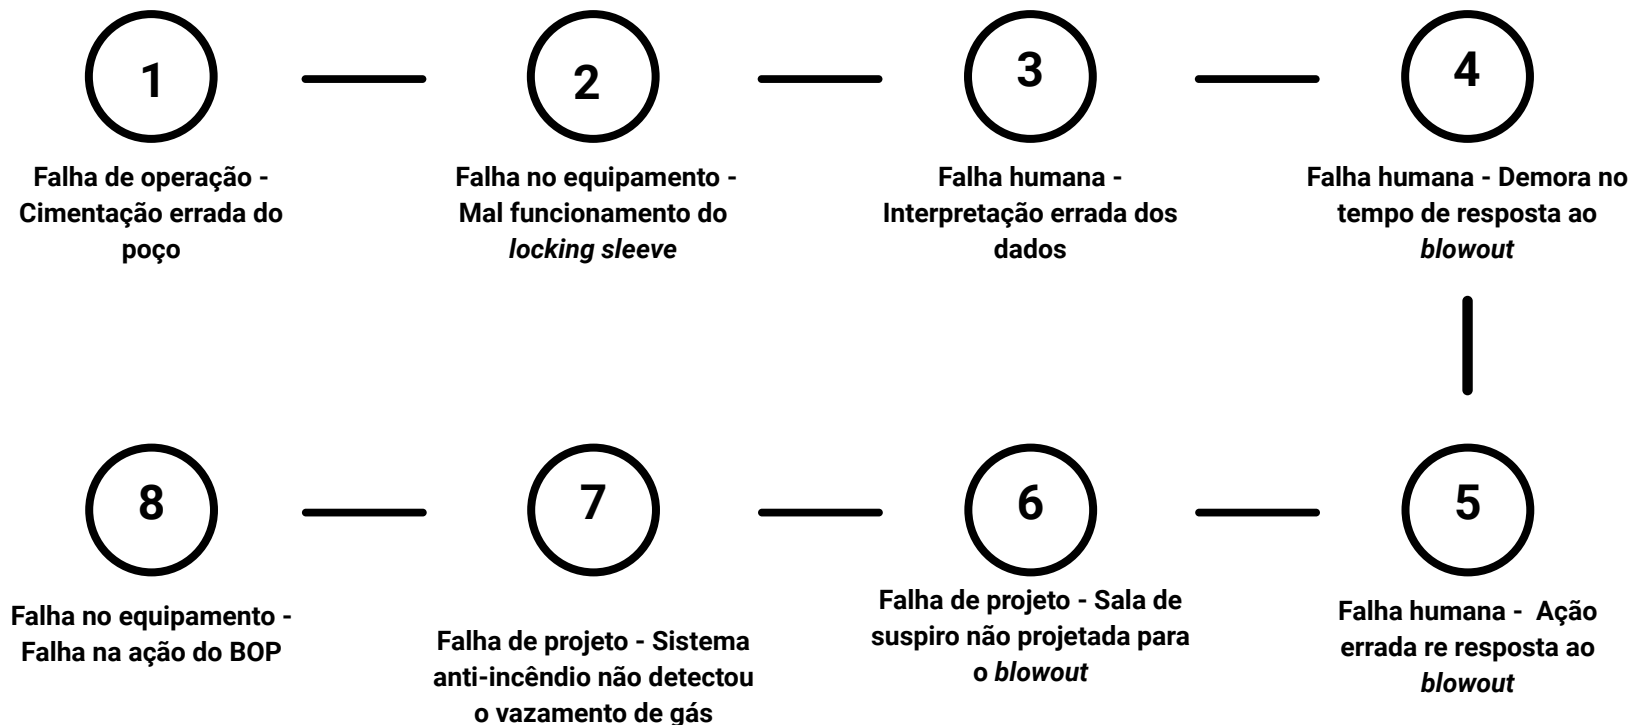 1
Falha de operação -
Cimentação errada do
poço
2
Falha no equipamento -
Mal funcionamento do
locking sleeve
3
Falha humana -
Interpretação errada dos
dados
4
Falha humana - Demora no
tempo de resposta ao
blowout
5
Falha humana -  Ação
errada re resposta ao
blowout
6
Falha de projeto - Sala de
suspiro não projetada para
o blowout
7
Falha de projeto - Sistema
anti-incêndio não detectou
o vazamento de gás
8
Falha no equipamento -
Falha na ação do BOP